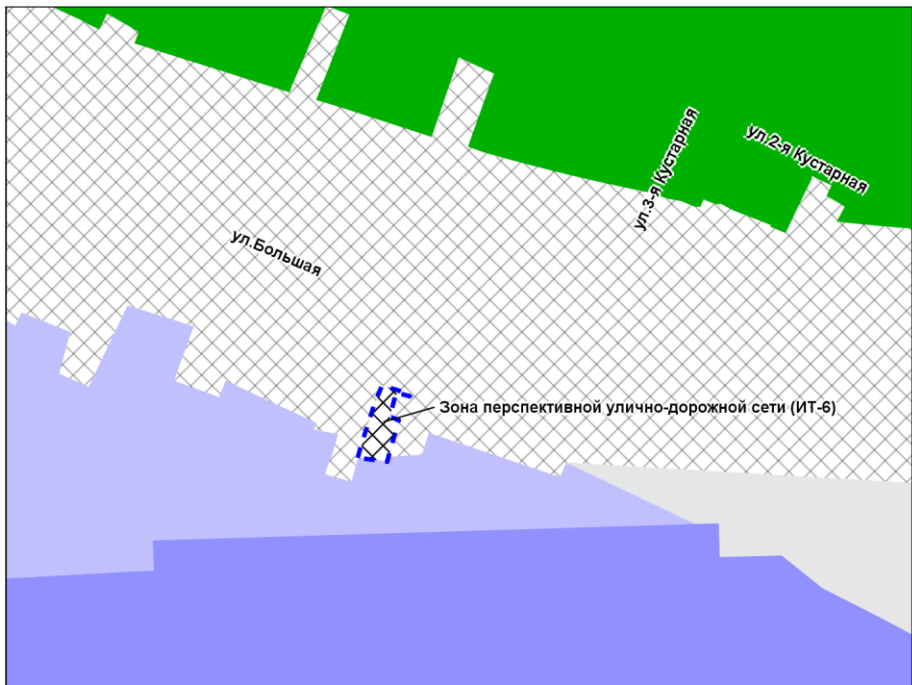 ул.2-я Кустарная
ул.3-я Кустарная
ул.Большая
Зона перспективной улично-дорожной сети (ИТ-6)